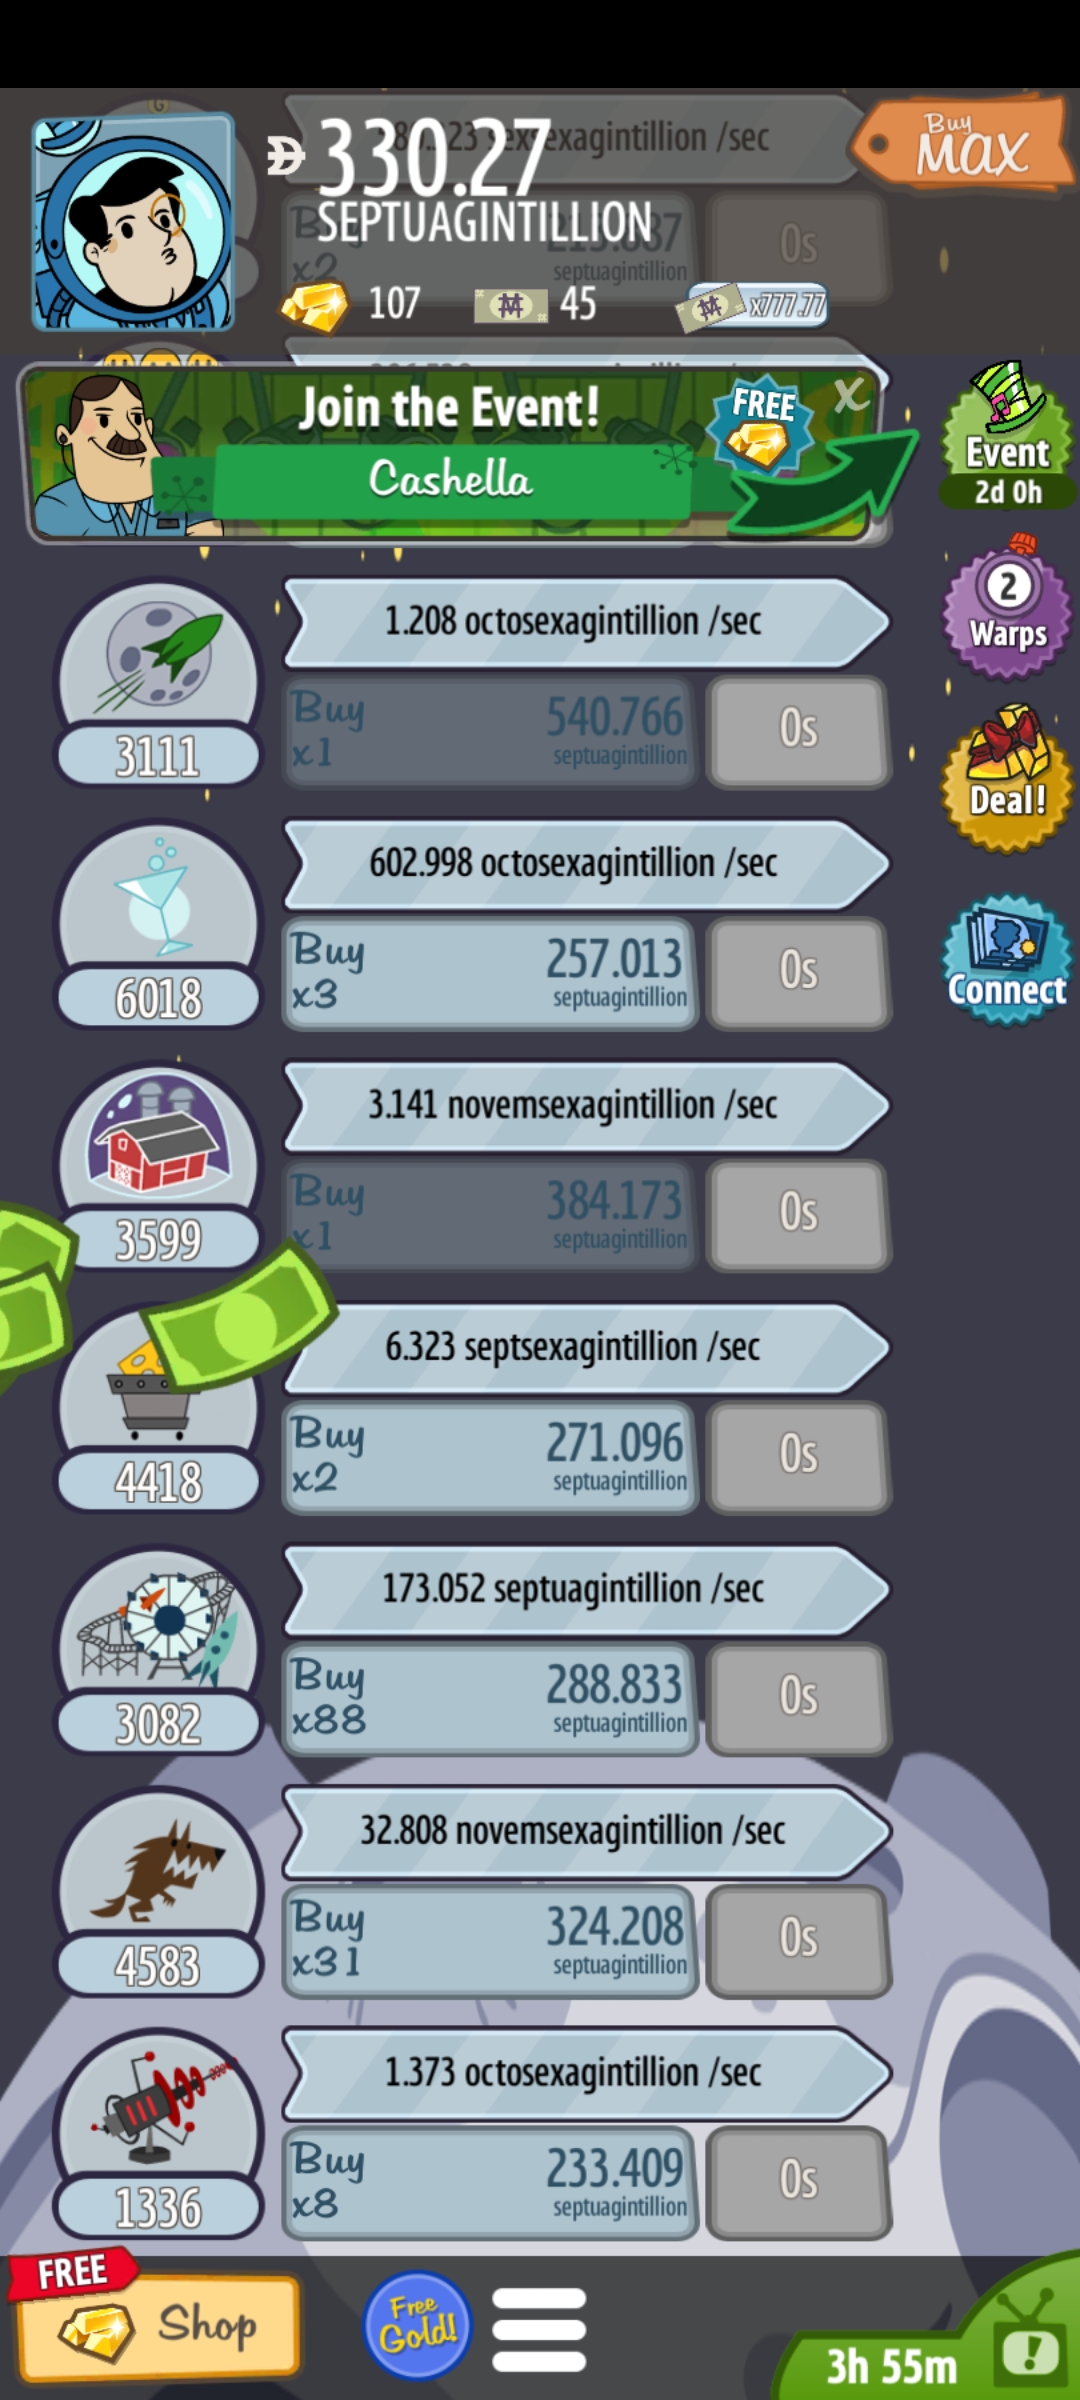 sexsexagintillion /sec
330.27
SEPTUAGINTILLION
Buy
MAX
Buy
x2
septuagintillion
0s
107
45
x777.77
Join the Event!
Cashella
FREE
X
Event
2d 0h
1.208 octosexagintillion /sec
Buy
x1
540.766
septuagintillion
0s
3111
2
Warps
Deal!
602.998 octosexagintillion /sec
Buy
x3
257.013
septuagintillion
0s
6018
Connect
3.141 novemsexagintillion /sec
Buy
x1
384.173
septuagintillion
0s
3599
6.323 septsexagintillion /sec
Buy
x2
271.096
septuagintillion
0s
4418
173.052 septuagintillion /sec
Buy
x88
288.833
septuagintillion
0s
3082
32.808 novemsexagintillion /sec
Buy
x31
324.208
septuagintillion
0s
4583
1.373 octosexagintillion /sec
Buy
x8
233.409
septuagintillion
0s
1336
FREE
Shop
Free
Gold!
3h 55m